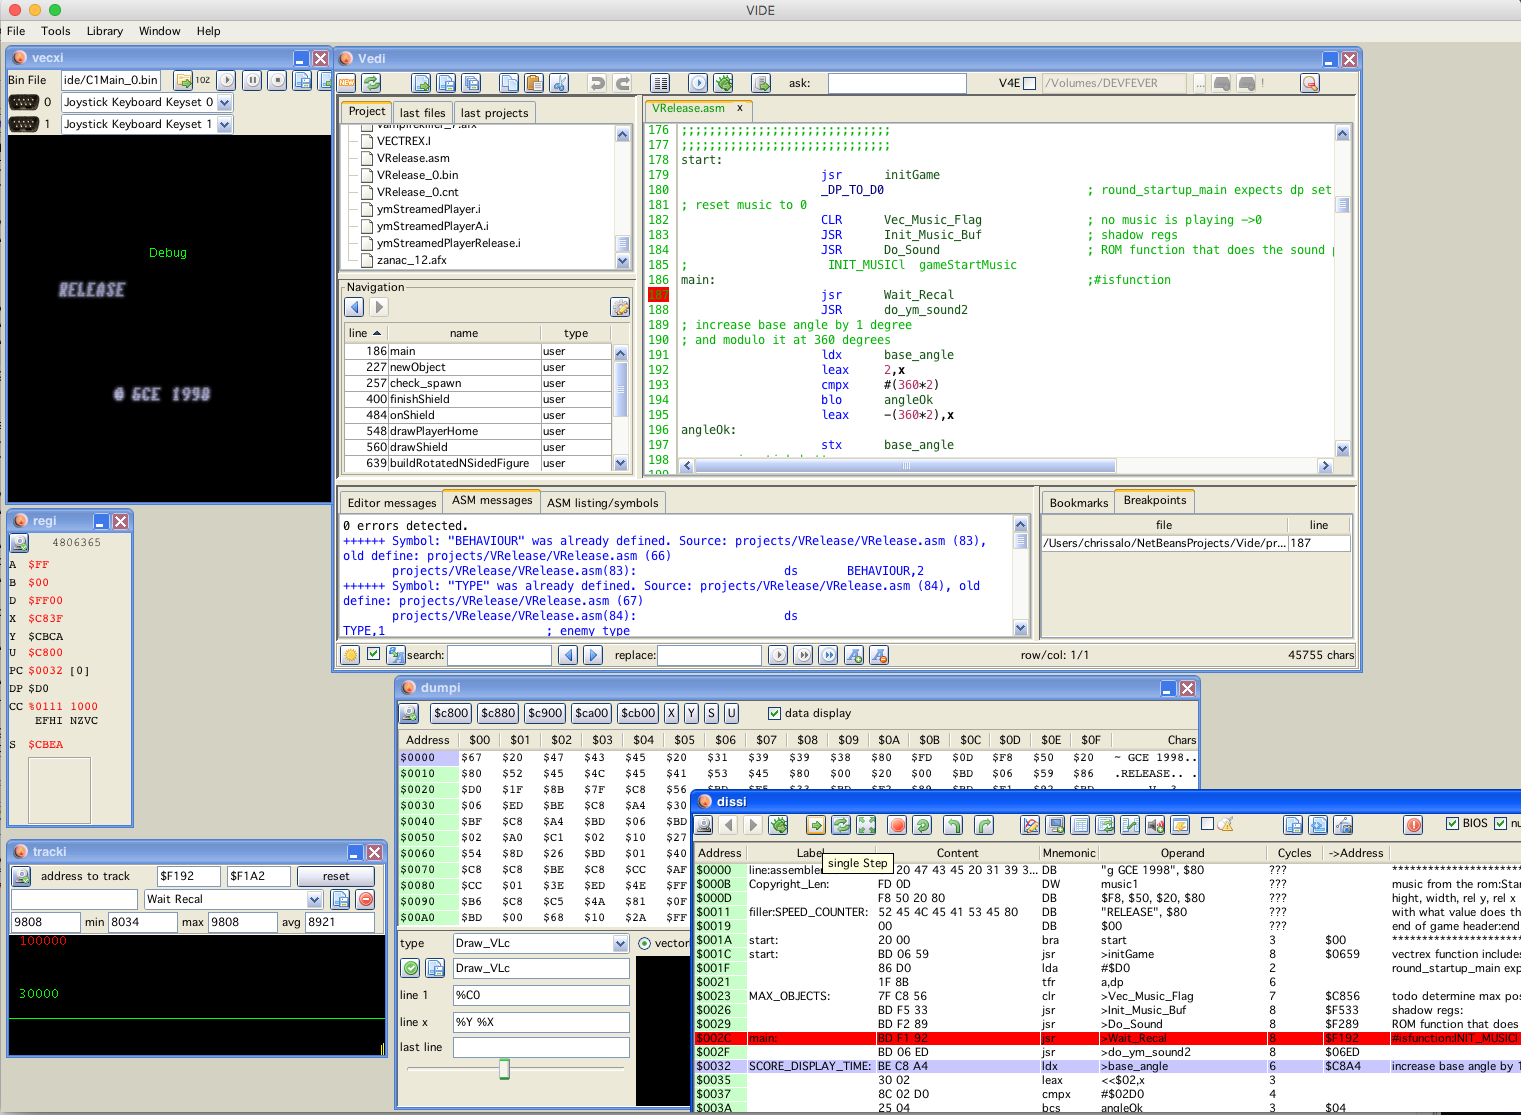 VIDE
File Tools Library Window Help
vecxi
Bin File ide/C1Main_0.bin 102
0 Joystick Keyboard Keyset 0
1 Joystick Keyboard Keyset 1
Debug
RELEASE
GCE 1998
regi
4806365
A $FF
B $00
D $FF00
X $C83F
Y $CBCA
U $C800
PC $0032 [0]
DP $D0
CC %0111 1000
EFHI NZVC
S $CBEA
tracki
address to track $F192 $F1A2 reset
Wait Recal
9808 min 8034 max 9808 avg 8921
100000
30000
Vedi
ask: V4E /Volumes/DEVFEVER ... !
Project last files last projects
vampirekiller_7.afx
VECTREX.I
VRelease.asm
VRelease_0.bin
VRelease_0.cnt
ymStreamedPlayer.i
ymStreamedPlayerA.i
ymStreamedPlayerRelease.i
zanac_12.afx
Navigation
line name type
186 main user
227 newObject user
257 check_spawn user
400 finishShield user
484 onShield user
548 drawPlayerHome user
560 drawShield user
639 buildRotatedNSidedFigure user
VRelease.asm x
176 ;;;;;;;;;;;;;;;;;;;;;;;;;;;;;;
177 ;;;;;;;;;;;;;;;;;;;;;;;;;;;;;;
178 start:
179 jsr initGame
180 _DP_TO_D0 ; round_startup_main expects dp set
181 ; reset music to 0
182 CLR Vec_Music_Flag ; no music is playing ->0
183 JSR Init_Music_Buf ; shadow regs
184 JSR Do_Sound ; ROM function that does the sound
185 ; INIT_MUSICl gameStartMusic
186 main: ;#isfunction
187 jsr Wait_Recal
188 JSR do_ym_sound2
189 ; increase base angle by 1 degree
190 ; and modulo it at 360 degrees
191 ldx base_angle
192 leax 2,x
193 cmpx #(360*2)
194 blo angleOk
195 leax -(360*2),x
196 angleOk:
197 stx base_angle
198
Editor messages ASM messages ASM listing/symbols
0 errors detected.
++++++ Symbol: "BEHAVIOUR" was already defined. Source: projects/VRelease/VRelease.asm (83),
old define: projects/VRelease/VRelease.asm (66)
projects/VRelease/VRelease.asm(83): ds BEHAVIOUR,2
++++++ Symbol: "TYPE" was already defined. Source: projects/VRelease/VRelease.asm (84), old
define: projects/VRelease/VRelease.asm (67)
projects/VRelease/VRelease.asm(84): ds
TYPE,1 ; enemy type
Bookmarks Breakpoints
file line
/Users/chrissalo/NetBeansProjects/Vide/pr... 187
search: replace: row/col: 1/1 45755 chars
dumpi
$c800 $c880 $c900 $ca00 $cb00 X Y S U data display
Address $00 $01 $02 $03 $04 $05 $06 $07 $08 $09 $0A $0B $0C $0D $0E $0F Chars
$0000 $67 $20 $47 $43 $45 $20 $31 $39 $39 $38 $80 $FD $0D $F8 $50 $20 ~ GCE 1998..
$0010 $80 $52 $45 $4C $45 $41 $53 $45 $80 $00 $20 $00 $BD $06 $59 $86 .RELEASE.. .
$0020 $D0 $1F $8B $7F $C8 $56
$0030 $06 $ED $BE $C8 $A4 $30
$0040 $BF $C8 $A4 $BD $06 $BD
$0050 $02 $A0 $C1 $02 $10 $27
$0060 $54 $8D $26 $BD $01 $40
$0070 $C8 $C8 $BE $C8 $CC $AF
$0080 $CC $01 $3E $ED $4E $FF
$0090 $B6 $C8 $C5 $4A $81 $0F
$00A0 $BD $00 $68 $10 $2A $FF
type Draw_VLc vector
Draw_VLc
line 1 %C0
line x %Y %X
last line
dissi
BIOS nu
single Step
Address Label Content Mnemonic Operand Cycles ->Address
$0000 line:assembler 20 47 43 45 20 31 39 3... DB "g GCE 1998", $80 ???
$000B Copyright_Len: FD 0D DW music1 ??? music from the rom:Star
$000D F8 50 20 80 DB $F8, $50, $20, $80 ??? hight, width, rel y, rel x
$0011 filler:SPEED_COUNTER: 52 45 4C 45 41 53 45 80 DB "RELEASE", $80 ??? with what value does th
$0019 00 DB $00 ??? end of game header:end
$001A start: 20 00 bra start 3 $00
$001C start: BD 06 59 jsr >initGame 8 $0659 vectrex function includes
$001F 86 D0 lda #$D0 2 round_startup_main exp
$0021 1F 8B tfr a,dp 6
$0023 MAX_OBJECTS: 7F C8 56 clr >Vec_Music_Flag 7 $C856 todo determine max pos
$0026 BD F5 33 jsr >Init_Music_Buf 8 $F533 shadow regs:
$0029 BD F2 89 jsr >Do_Sound 8 $F289 ROM function that does
$002C main: BD F1 92 jsr >Wait_Recal 8 $F192 #isfunction:INIT_MUSICl
$002F BD 06 ED jsr >do_ym_sound2 8 $06ED
$0032 SCORE_DISPLAY_TIME: BE C8 A4 ldx >base_angle 6 $C8A4 increase base angle by 1
$0035 30 02 leax <<$02,x 3
$0037 8C 02 D0 cmpx #$02D0 4
$003A 25 04 bcs angleOk 3 $04